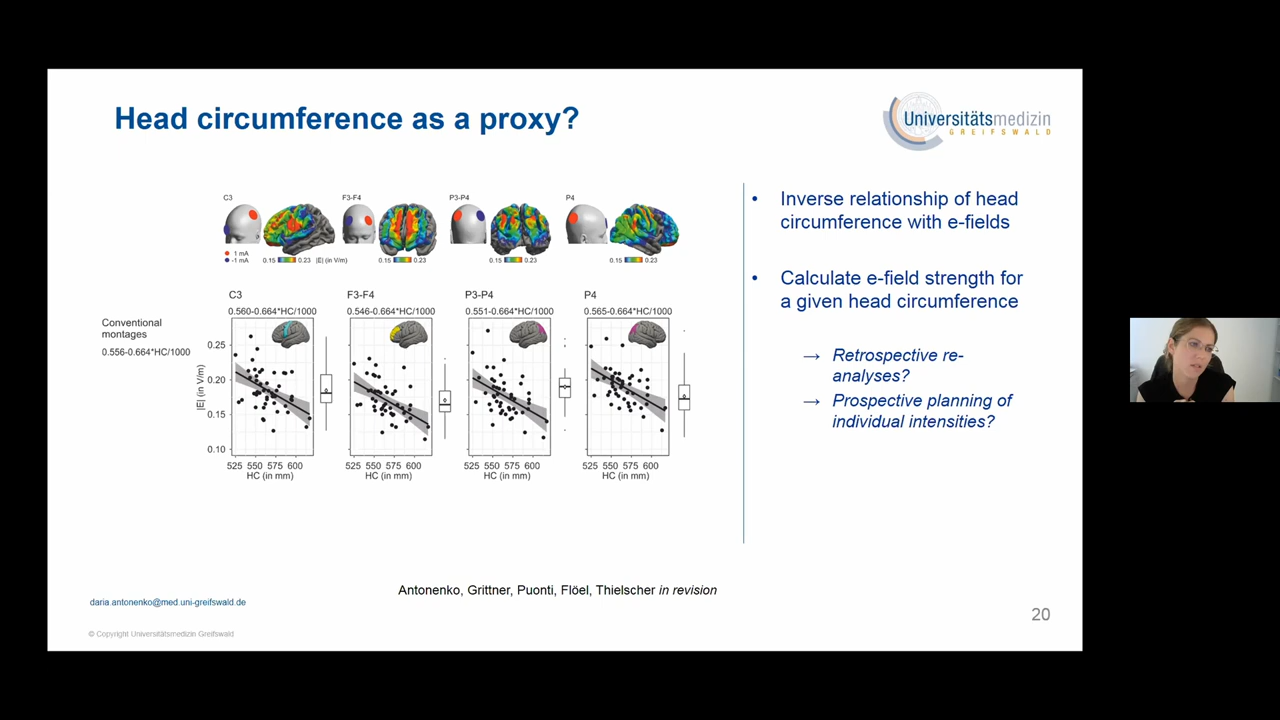 Head circumference as a proxy?
Universitätsmedizin
GREIFSWALD
C3
F3-F4
P3-P4
P4
1 mA
-1 mA
0.15 0.23 |E| (in V/m) 0.15 0.23 0.15 0.23 0.15 0.23
C3 F3-F4 P3-P4 P4
0.560-0.664*HC/1000 0.546-0.664*HC/1000 0.551-0.664*HC/1000 0.565-0.664*HC/1000
Conventional
montages
0.556-0.664*HC/1000
|E| (in V/m)
0.25
0.20
0.15
0.10
525 550 575 600 525 550 575 600 525 550 575 600 525 550 575 600
HC (in mm) HC (in mm) HC (in mm) HC (in mm)
• Inverse relationship of head
circumference with e-fields
• Calculate e-field strength for
a given head circumference
→ Retrospective re-
analyses?
→ Prospective planning of
individual intensities?
Antonenko, Grittner, Puonti, Flöel, Thielscher in revision
daria.antonenko@med.uni-greifswald.de
20
© Copyright Universitätsmedizin Greifswald